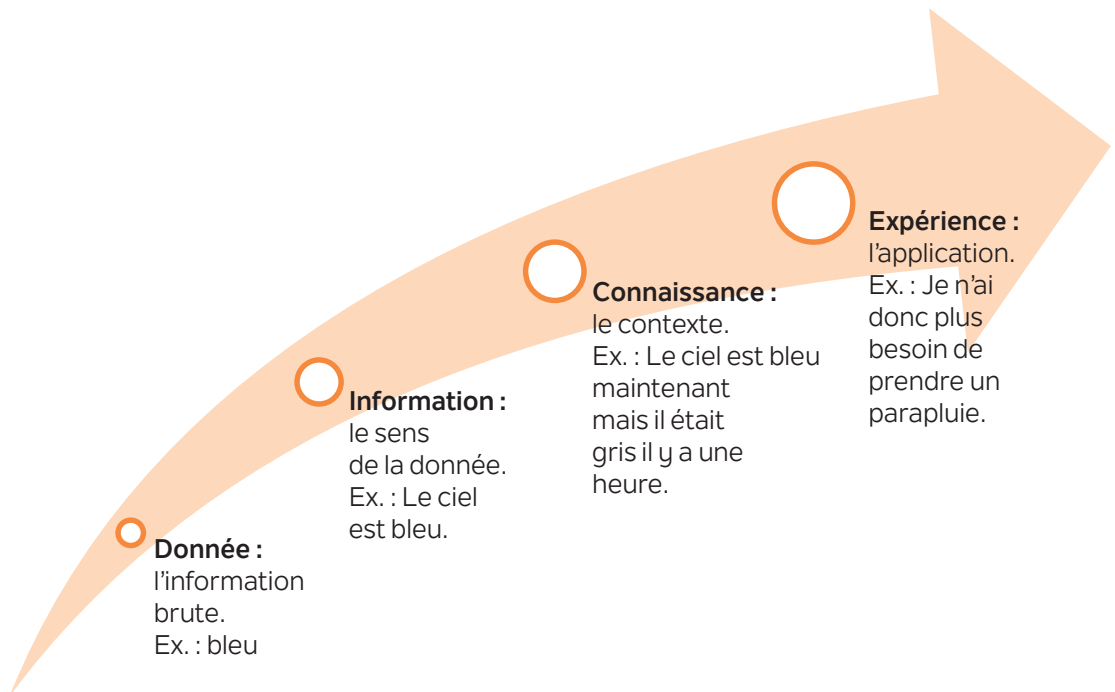 Donnée :
l'information
brute.
Ex. : bleu
Information :
le sens
de la donnée.
Ex. : Le ciel
est bleu.
Connaissance :
le contexte.
Ex. : Le ciel est bleu
maintenant
mais il était
gris il y a une
heure.
Expérience :
l'application.
Ex. : Je n'ai
donc plus
besoin de
prendre un
parapluie.